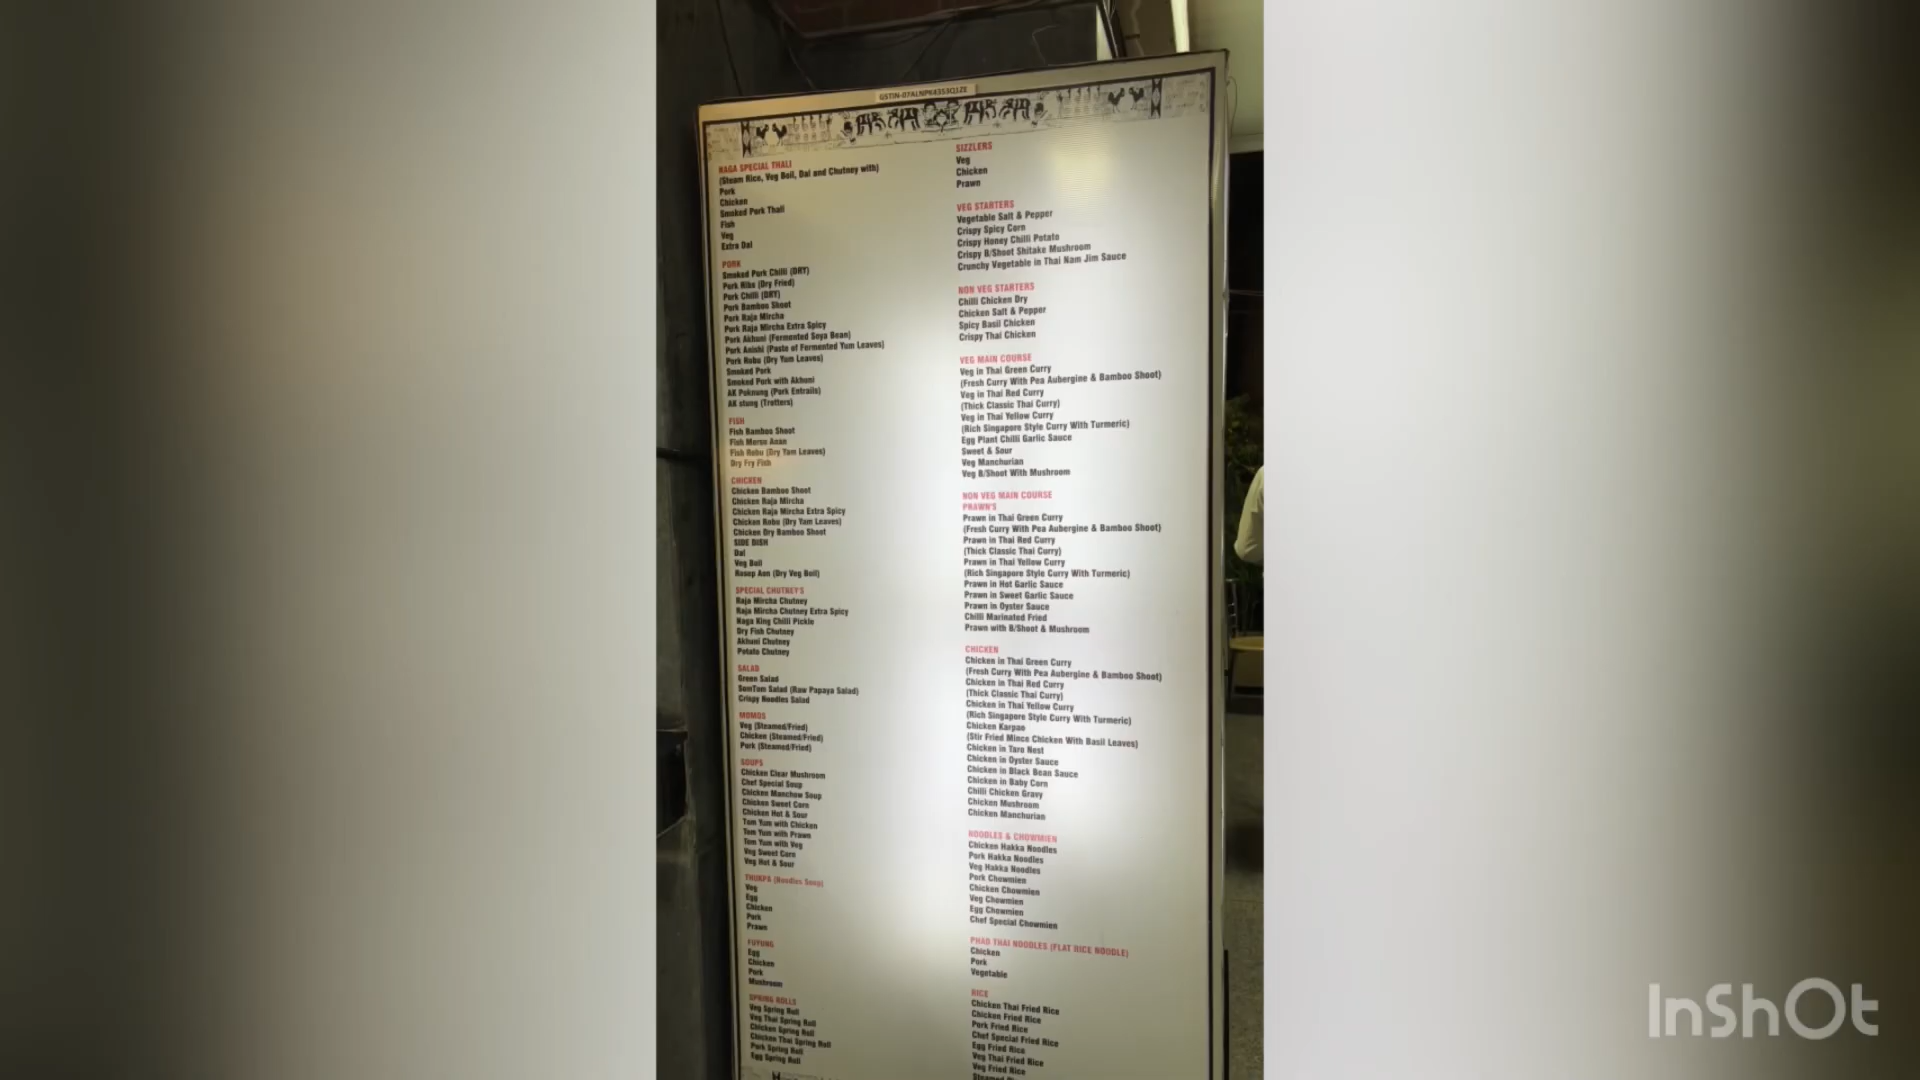 GSTIN-07ALNPK4353Q1ZE
NAGA SPECIAL THALI
(Steam Rice, Veg Boil, Dal and Chutney with)
Pork
Chicken
Smoked Pork Thali
Fish
Veg
Extra Dal
PORK
Smoked Pork Chilli (DRY)
Pork Ribs (Dry Fried)
Pork Chilli (DRY)
Pork Bamboo Shoot
Pork Raja Mircha
Pork Raja Mircha Extra Spicy
Pork Akhuni (Fermented Soya Bean)
Pork Anishi (Paste of Fermented Yum Leaves)
Pork Robu (Dry Yum Leaves)
Smoked Pork
Smoked Pork with Akhuni
AK Poknung (Pork Entrails)
AK stung (Trotters)
FISH
Fish Bamboo Shoot
Fish Meroo Anan
Fish Robu (Dry Yam Leaves)
Dry Fry Fish
CHICKEN
Chicken Bamboo Shoot
Chicken Raja Mircha
Chicken Raja Mircha Extra Spicy
Chicken Robu (Dry Yam Leaves)
Chicken Dry Bamboo Shoot
SIDE DISH
Dal
Veg Boil
Hosep Aon (Dry Veg Boil)
SPECIAL CHUTNEY'S
Raja Mircha Chutney
Raja Mircha Chutney Extra Spicy
Naga King Chilli Pickle
Dry Fish Chutney
Akhuni Chutney
Potato Chutney
SALAD
Green Salad
SomTum Salad (Raw Papaya Salad)
Crispy Noodles Salad
MOMOS
Veg (Steamed/Fried)
Chicken (Steamed/Fried)
Pork (Steamed/Fried)
SOUPS
Chicken Clear Mushroom
Chef Special Soup
Chicken Manchow Soup
Chicken Sweet Corn
Chicken Hot & Sour
Tom Yum with Chicken
Tom Yum with Prawn
Tom Yum with Veg
Veg Sweet Corn
Veg Hot & Sour
THUKPA (Noodles Soup)
Veg
Egg
Chicken
Pork
Prawn
FUYUNG
Egg
Chicken
Pork
Mushroom
SPRING ROLLS
Veg Spring Roll
Veg Thai Spring Roll
Chicken Spring Roll
Chicken Thai Spring Roll
Pork Spring Roll
Egg Spring Roll
SIZZLERS
Veg
Chicken
Prawn
VEG STARTERS
Vegetable Salt & Pepper
Crispy Spicy Corn
Crispy Honey Chilli Potato
Crispy B/Shoot Shitake Mushroom
Crunchy Vegetable in Thai Nam Jim Sauce
NON VEG STARTERS
Chilli Chicken Dry
Chicken Salt & Pepper
Spicy Basil Chicken
Crispy Thai Chicken
VEG MAIN COURSE
Veg in Thai Green Curry
(Fresh Curry With Pea Aubergine & Bamboo Shoot)
Veg in Thai Red Curry
(Thick Classic Thai Curry)
Veg in Thai Yellow Curry
(Rich Singapore Style Curry With Turmeric)
Egg Plant Chilli Garlic Sauce
Sweet & Sour
Veg Manchurian
Veg B/Shoot With Mushroom
NON VEG MAIN COURSE
PRAWN'S
Prawn in Thai Green Curry
(Fresh Curry With Pea Aubergine & Bamboo Shoot)
Prawn in Thai Red Curry
(Thick Classic Thai Curry)
Prawn in Thai Yellow Curry
(Rich Singapore Style Curry With Turmeric)
Prawn in Hot Garlic Sauce
Prawn in Sweet Garlic Sauce
Prawn in Oyster Sauce
Chilli Marinated Fried
Prawn with B/Shoot & Mushroom
CHICKEN
Chicken in Thai Green Curry
(Fresh Curry With Pea Aubergine & Bamboo Shoot)
Chicken in Thai Red Curry
(Thick Classic Thai Curry)
Chicken in Thai Yellow Curry
(Rich Singapore Style Curry With Turmeric)
Chicken Karpao
(Stir Fried Mince Chicken With Basil Leaves)
Chicken in Taro Nest
Chicken in Oyster Sauce
Chicken in Black Bean Sauce
Chicken in Baby Corn
Chilli Chicken Gravy
Chicken Mushroom
Chicken Manchurian
NOODLES & CHOWMIEN
Chicken Hakka Noodles
Pork Hakka Noodles
Veg Hakka Noodles
Pork Chowmien
Chicken Chowmien
Veg Chowmien
Egg Chowmien
Chef Special Chowmien
PHAD THAI NOODLES (FLAT RICE NOODLE)
Chicken
Pork
Vegetable
RICE
Chicken Thai Fried Rice
Chicken Fried Rice
Pork Fried Rice
Chef Special Fried Rice
Egg Fried Rice
Veg Thai Fried Rice
Veg Fried Rice
Steamed
InShOt